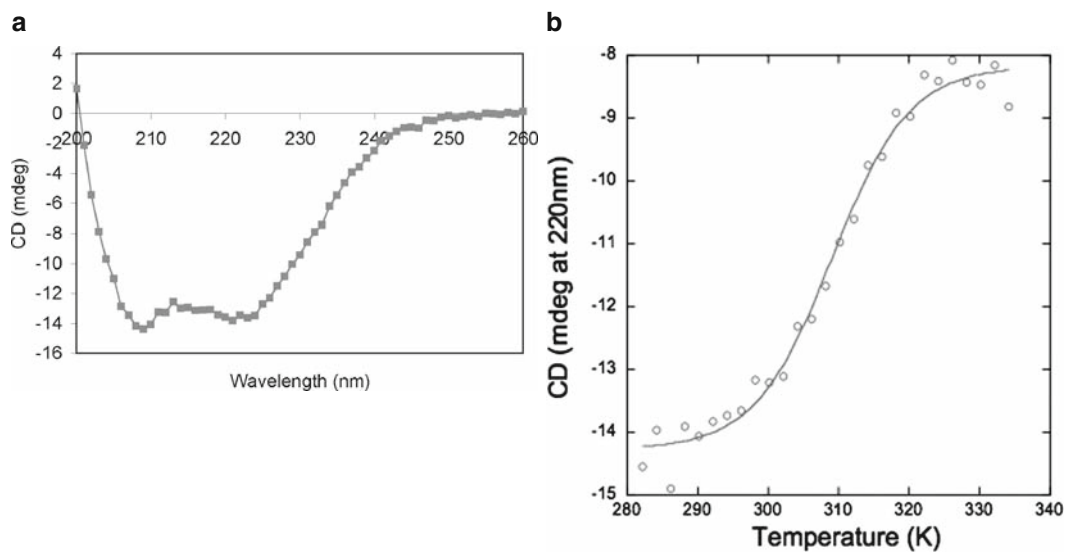 a
4
2
0
-2
-4
-6
-8
-10
-12
-14
-16
200 210 220 230 240 250 260
CD (mdeg)
Wavelength (nm)
b
-8
-9
-10
-11
-12
-13
-14
-15
280 290 300 310 320 330 340
CD (mdeg at 220nm)
Temperature (K)